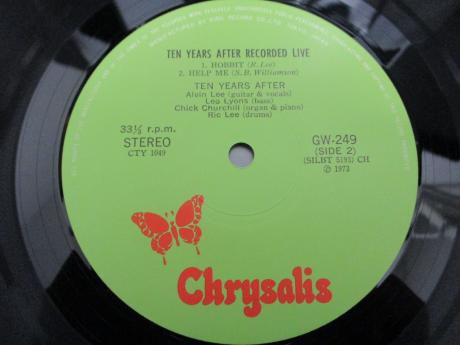 TEN YEARS AFTER RECORDED LIVE
1. HOBBIT (R. Lee)
2. HELP ME (S.B. Williamson)
TEN YEARS AFTER
Alvin Lee (guitar & vocals)
Leo Lyons (bass)
Chick Churchill (organ & piano)
Ric Lee (drums)
33⅓ r.p.m.
STEREO
CTY 1049
GW-249
(SIDE 2)
(SILBT 5193) CH
Ⓟ 1973
Chrysalis